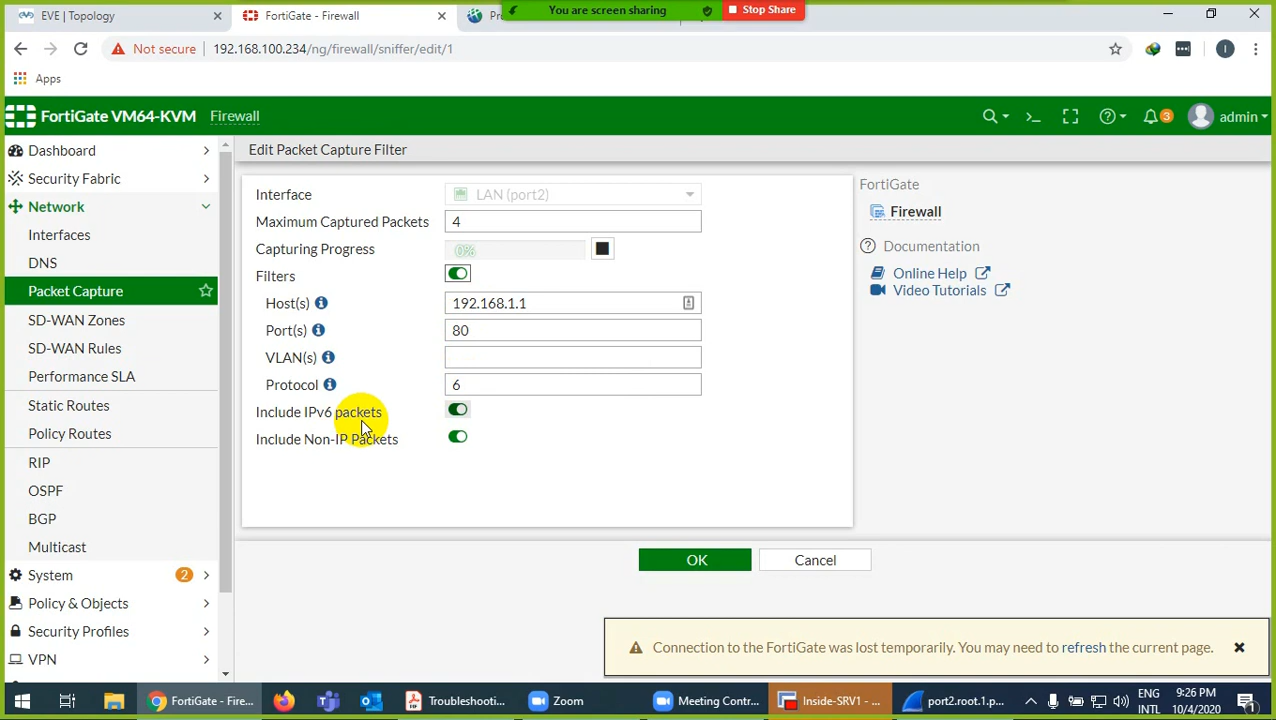 EVE | Topology
FortiGate - Firewall
Pr
You are screen sharing
Stop Share
Not secure
192.168.100.234/ng/firewall/sniffer/edit/1
I
Apps
FortiGate VM64-KVM
Firewall
3
admin
Dashboard
Security Fabric
Network
Interfaces
DNS
Packet Capture
SD-WAN Zones
SD-WAN Rules
Performance SLA
Static Routes
Policy Routes
RIP
OSPF
BGP
Multicast
System
2
Policy & Objects
Security Profiles
VPN
Edit Packet Capture Filter
Interface
LAN (port2)
Maximum Captured Packets
4
Capturing Progress
0%
Filters
Host(s)
192.168.1.1
Port(s)
80
VLAN(s)
Protocol
6
Include IPv6 packets
Include Non-IP Packets
OK
Cancel
FortiGate
Firewall
Documentation
Online Help
Video Tutorials
Connection to the FortiGate was lost temporarily. You may need to refresh the current page.
FortiGate - Fire...
Troubleshooti...
Zoom
Meeting Contr...
Inside-SRV1 - ...
port2.root.1.p...
ENG
INTL
9:26 PM
10/4/2020
1